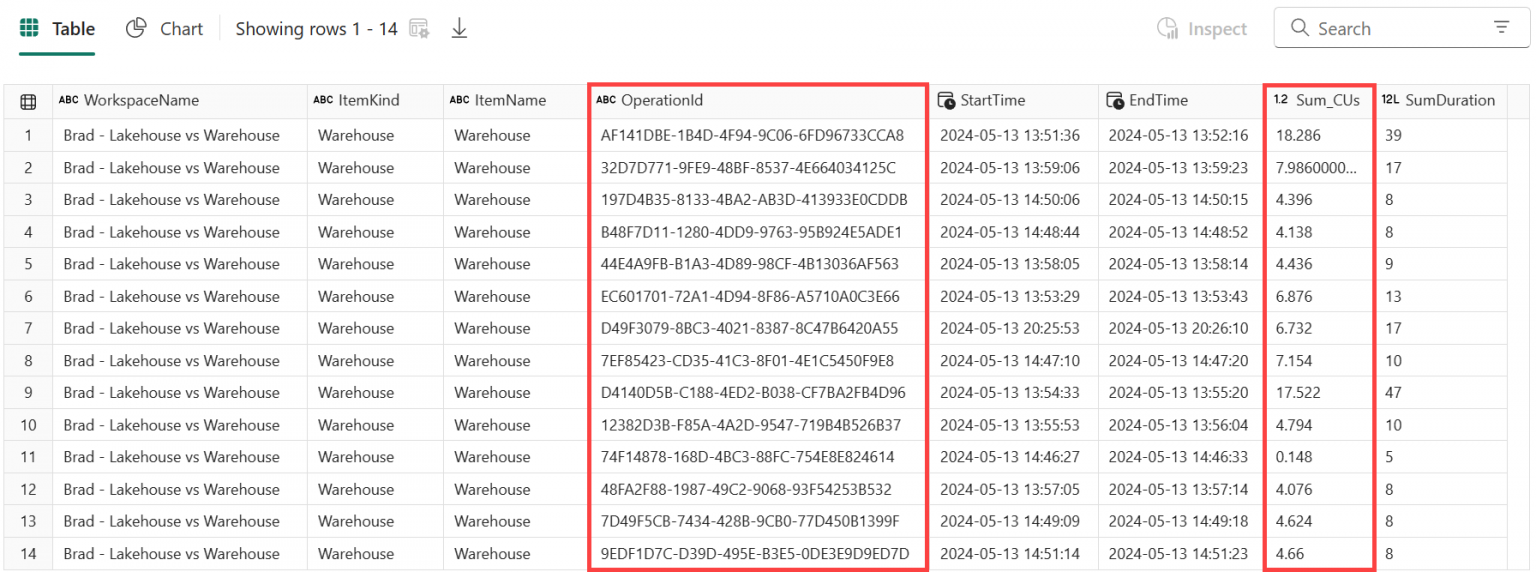 Table Chart Showing rows 1 - 14 Inspect Search
ABC WorkspaceName ABC ItemKind ABC ItemName ABC OperationId StartTime EndTime 1.2 Sum_CUs 12L SumDuration
1 Brad - Lakehouse vs Warehouse Warehouse Warehouse AF141DBE-1B4D-4F94-9C06-6FD96733CCA8 2024-05-13 13:51:36 2024-05-13 13:52:16 18.286 39
2 Brad - Lakehouse vs Warehouse Warehouse Warehouse 32D7D771-9FE9-48BF-8537-4E664034125C 2024-05-13 13:59:06 2024-05-13 13:59:23 7.9860000... 17
3 Brad - Lakehouse vs Warehouse Warehouse Warehouse 197D4B35-8133-4BA2-AB3D-413933E0CDDB 2024-05-13 14:50:06 2024-05-13 14:50:15 4.396 8
4 Brad - Lakehouse vs Warehouse Warehouse Warehouse B48F7D11-1280-4DD9-9763-95B924E5ADE1 2024-05-13 14:48:44 2024-05-13 14:48:52 4.138 8
5 Brad - Lakehouse vs Warehouse Warehouse Warehouse 44E4A9FB-B1A3-4D89-98CF-4B13036AF563 2024-05-13 13:58:05 2024-05-13 13:58:14 4.436 9
6 Brad - Lakehouse vs Warehouse Warehouse Warehouse EC601701-72A1-4D94-8F86-A5710A0C3E66 2024-05-13 13:53:29 2024-05-13 13:53:43 6.876 13
7 Brad - Lakehouse vs Warehouse Warehouse Warehouse D49F3079-8BC3-4021-8387-8C47B6420A55 2024-05-13 20:25:53 2024-05-13 20:26:10 6.732 17
8 Brad - Lakehouse vs Warehouse Warehouse Warehouse 7EF85423-CD35-41C3-8F01-4E1C5450F9E8 2024-05-13 14:47:10 2024-05-13 14:47:20 7.154 10
9 Brad - Lakehouse vs Warehouse Warehouse Warehouse D4140D5B-C188-4ED2-B038-CF7BA2FB4D96 2024-05-13 13:54:33 2024-05-13 13:55:20 17.522 47
10 Brad - Lakehouse vs Warehouse Warehouse Warehouse 12382D3B-F85A-4A2D-9547-719B4B526B37 2024-05-13 13:55:53 2024-05-13 13:56:04 4.794 10
11 Brad - Lakehouse vs Warehouse Warehouse Warehouse 74F14878-168D-4BC3-88FC-754E8E824614 2024-05-13 14:46:27 2024-05-13 14:46:33 0.148 5
12 Brad - Lakehouse vs Warehouse Warehouse Warehouse 48FA2F88-1987-49C2-9068-93F54253B532 2024-05-13 13:57:05 2024-05-13 13:57:14 4.076 8
13 Brad - Lakehouse vs Warehouse Warehouse Warehouse 7D49F5CB-7434-428B-9CB0-77D450B1399F 2024-05-13 14:49:09 2024-05-13 14:49:18 4.624 8
14 Brad - Lakehouse vs Warehouse Warehouse Warehouse 9EDF1D7C-D39D-495E-B3E5-0DE3E9D9ED7D 2024-05-13 14:51:14 2024-05-13 14:51:23 4.66 8